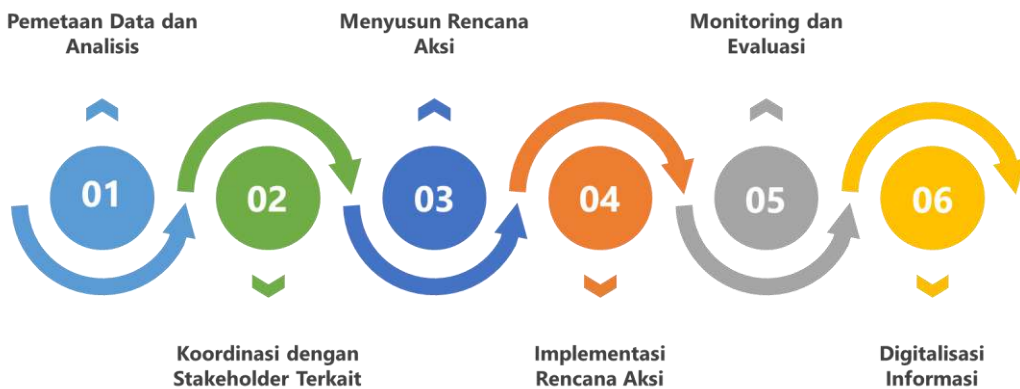 Pemetaan Data dan
Analisis
Menyusun Rencana
Aksi
Monitoring dan
Evaluasi
01
02
03
04
05
06
Koordinasi dengan
Stakeholder Terkait
Implementasi
Rencana Aksi
Digitalisasi
Informasi